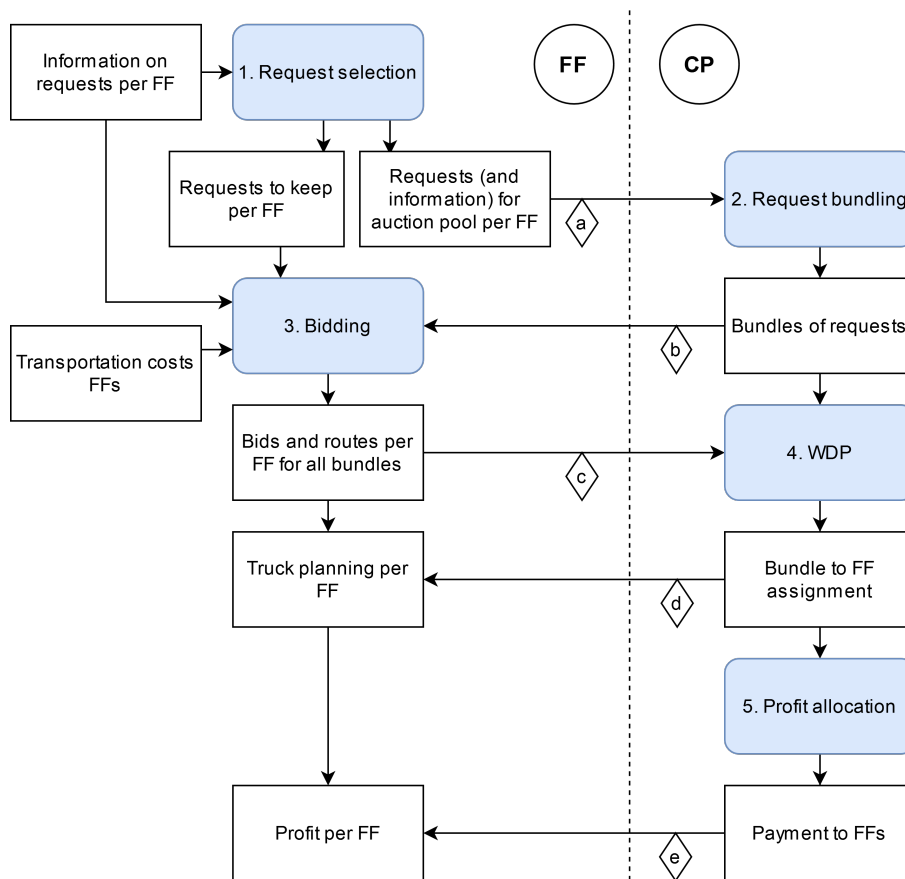 Information on
requests per FF
1. Request selection
FF
CP
Requests to keep
per FF
Requests (and
information) for
auction pool per FF
a
2. Request bundling
3. Bidding
Transportation costs
FFs
b
Bundles of requests
Bids and routes per
FF for all bundles
c
4. WDP
Truck planning per
FF
d
Bundle to FF
assignment
5. Profit allocation
Profit per FF
e
Payment to FFs